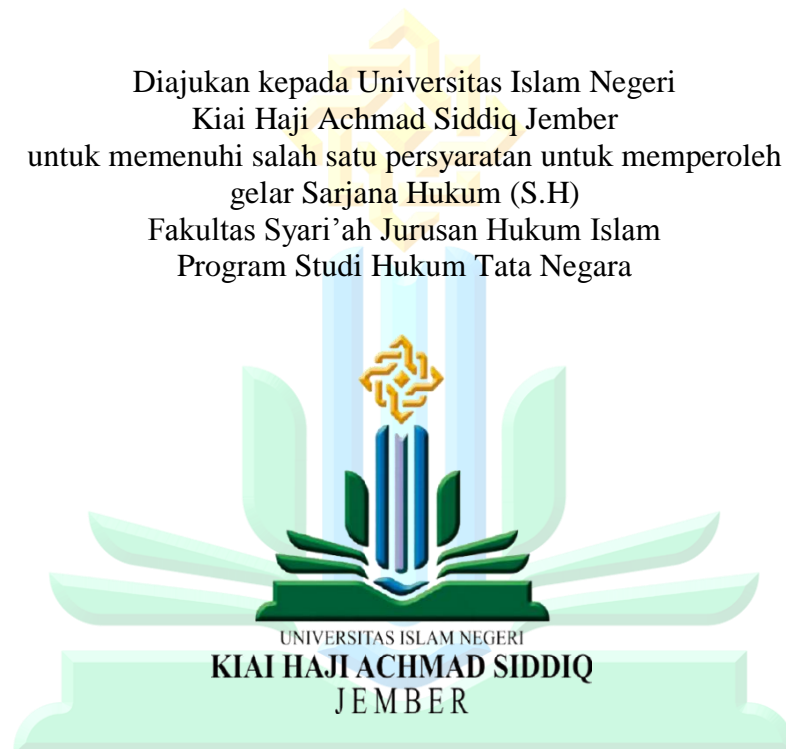 Diajukan kepada Universitas Islam Negeri
Kiai Haji Achmad Siddiq Jember
untuk memenuhi salah satu persyaratan untuk memperoleh
gelar Sarjana Hukum (S.H)
Fakultas Syari’ah Jurusan Hukum Islam
Program Studi Hukum Tata Negara
UNIVERSITAS ISLAM NEGERI
KIAI HAJI ACHMAD SIDDIQ
JEMBER